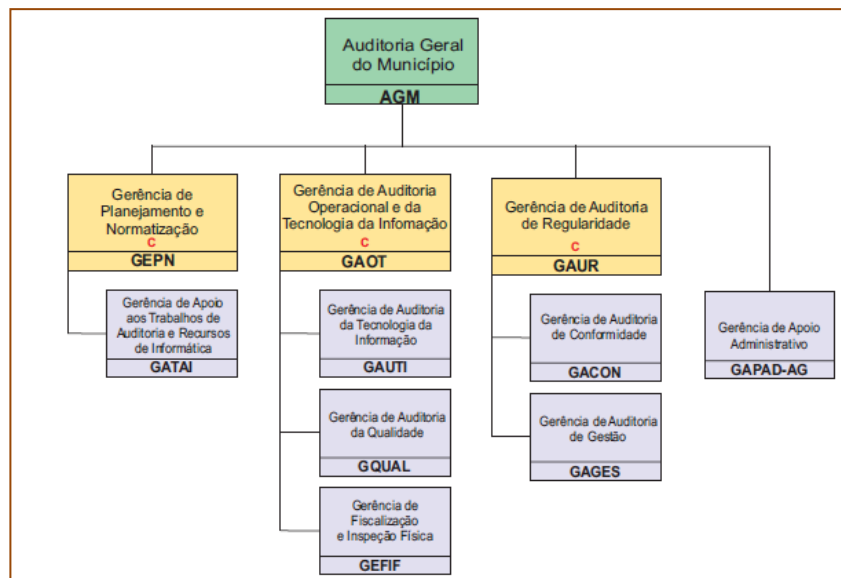 Auditoria Geral
do Município
AGM
Gerência de
Planejamento e
Normatização
C
GEPN
Gerência de Auditoria
Operacional e da
Tecnologia da Infomação
C
GAOT
Gerência de Auditoria
de Regularidade
C
GAUR
Gerência de Apoio
aos Trabalhos de
Auditoria e Recursos
de Informática
GATAI
Gerência de Auditoria
da Tecnologia da
Informação
GAUTI
Gerência de Auditoria
de Conformidade
GACON
Gerência de Apoio
Administrativo
GAPAD-AG
Gerência de Auditoria
da Qualidade
GQUAL
Gerência de Auditoria
de Gestão
GAGES
Gerência de
Fiscalização
e Inspeção Física
GEFIF